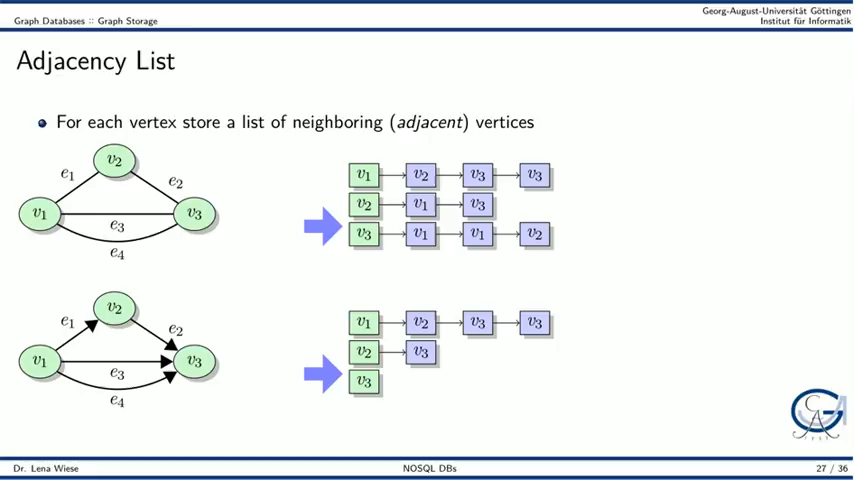 Georg-August-Universität Göttingen
Graph Databases :: Graph Storage Institut für Informatik
Adjacency List
For each vertex store a list of neighboring (adjacent) vertices
v2
e1 e2
v1 v3
e3
e4
v1 v2 v3 v3
v2 v1 v3
v3 v1 v1 v2
v2
e1 e2
v1 v3
e3
e4
v1 v2 v3 v3
v2 v3
v3
Dr. Lena Wiese NOSQL DBs 27 / 36